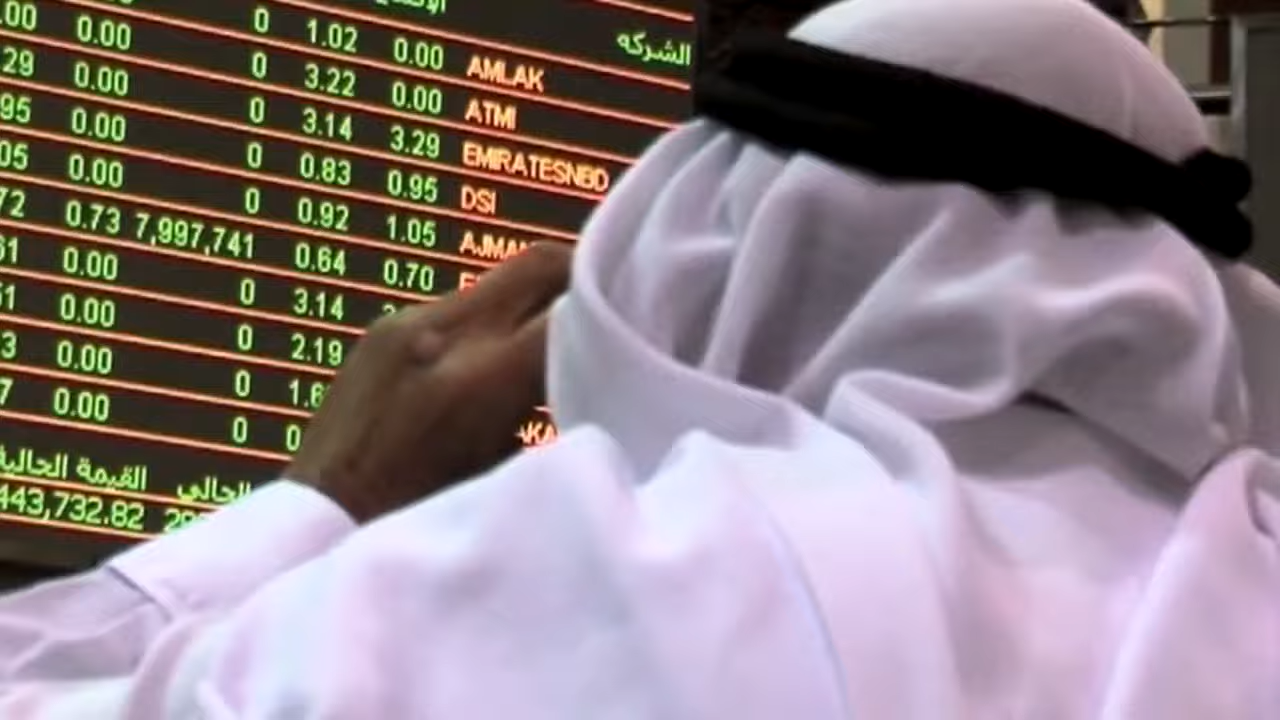 الشركه
.00 0.00 0 1.02 0.00 AMLAK
29 0.00 0 3.22 0.00 ATMI
95 0.00 0 3.14 3.29 EMIRATESNBD
05 0.00 0 0.83 0.95 DSI
72 0.73 7,997,741 0 0.92 1.05 AJMAN
61 0.00 0 0.64 0.70
51 0.00 0 3.14
3 0.00 0 2.19
7 0.00 0
القيمة الحالية الحالي
443,732.82